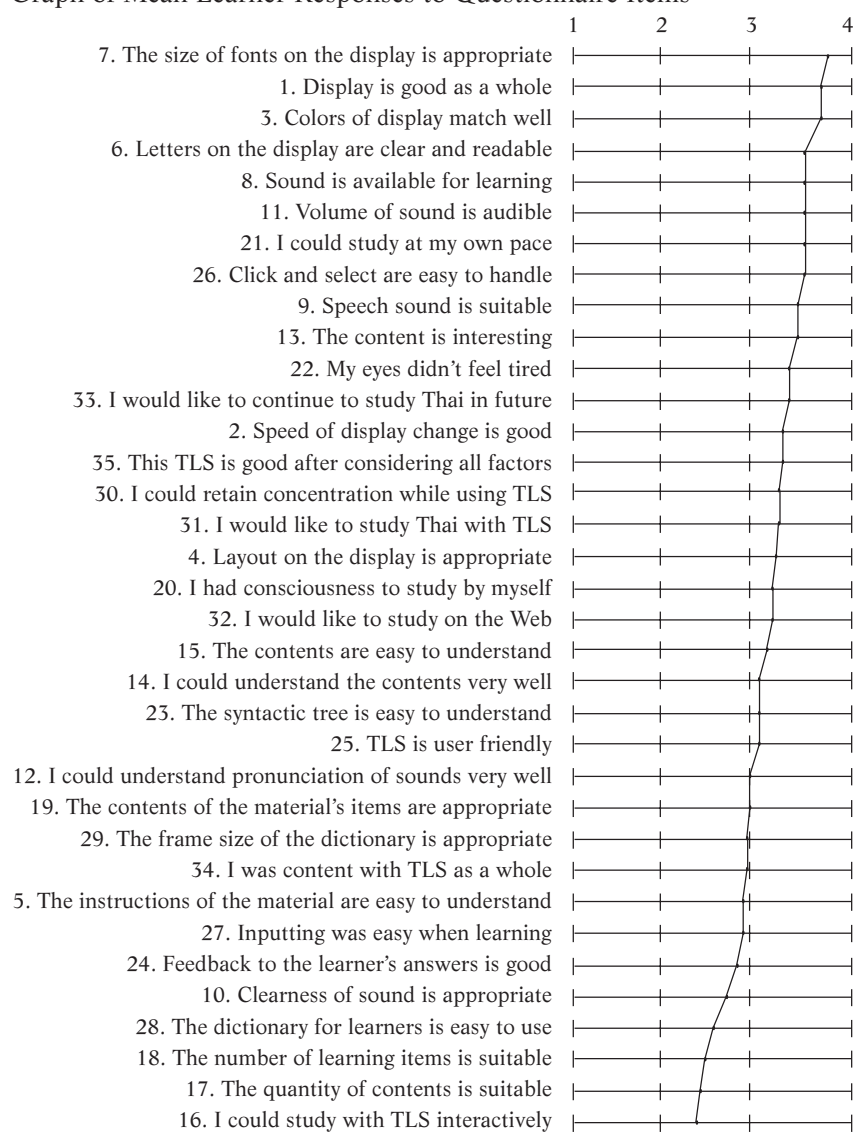 Graph of Mean Learner Responses to Questionnaire Items
1 2 3 4
7. The size of fonts on the display is appropriate
1. Display is good as a whole
3. Colors of display match well
6. Letters on the display are clear and readable
8. Sound is available for learning
11. Volume of sound is audible
21. I could study at my own pace
26. Click and select are easy to handle
9. Speech sound is suitable
13. The content is interesting
22. My eyes didn't feel tired
33. I would like to continue to study Thai in future
2. Speed of display change is good
35. This TLS is good after considering all factors
30. I could retain concentration while using TLS
31. I would like to study Thai with TLS
4. Layout on the display is appropriate
20. I had consciousness to study by myself
32. I would like to study on the Web
15. The contents are easy to understand
14. I could understand the contents very well
23. The syntactic tree is easy to understand
25. TLS is user friendly
12. I could understand pronunciation of sounds very well
19. The contents of the material's items are appropriate
29. The frame size of the dictionary is appropriate
34. I was content with TLS as a whole
5. The instructions of the material are easy to understand
27. Inputting was easy when learning
24. Feedback to the learner's answers is good
10. Clearness of sound is appropriate
28. The dictionary for learners is easy to use
18. The number of learning items is suitable
17. The quantity of contents is suitable
16. I could study with TLS interactively